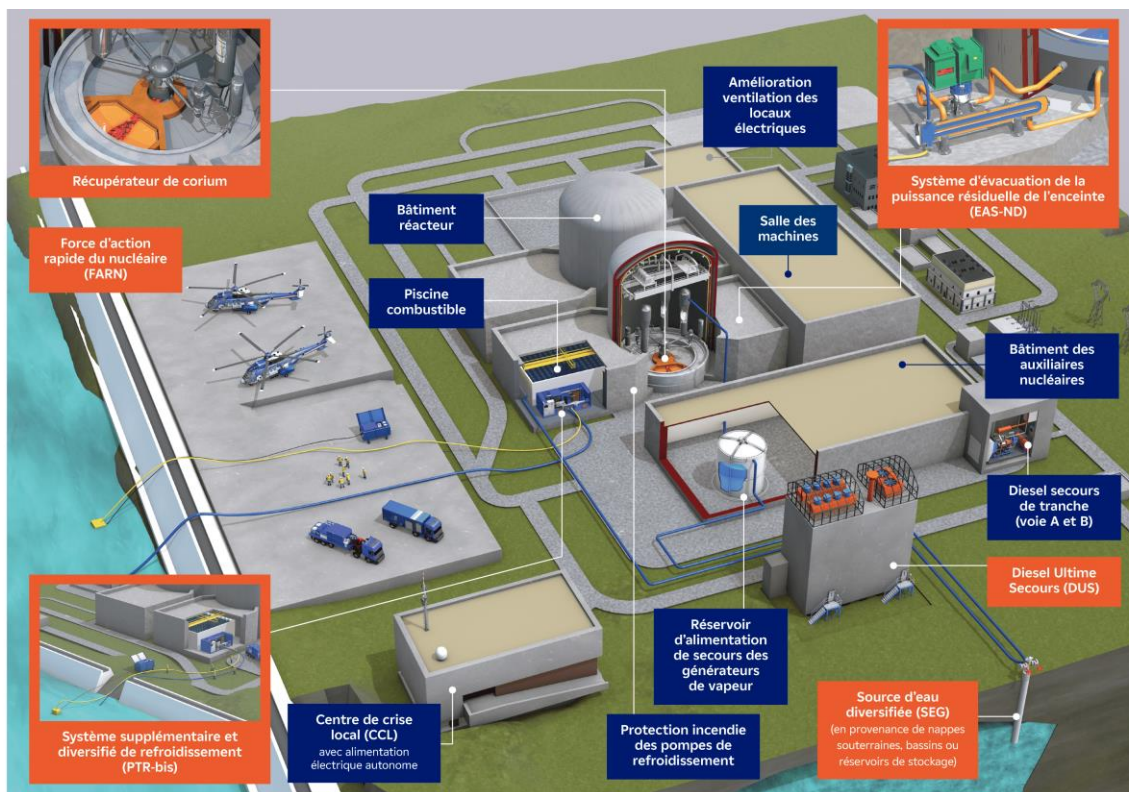 Récupérateur de corium
Amélioration
ventilation des
locaux
électriques
Système d'évacuation de la
puissance résiduelle de l'enceinte
(EAS-ND)
Bâtiment
réacteur
Force d'action
rapide du nucléaire
(FARN)
Salle des
machines
Piscine
combustible
Bâtiment des
auxiliaires
nucléaires
Diesel secours
de tranche
(voie A et B)
Diesel Ultime
Secours (DUS)
Réservoir
d'alimentation
de secours des
générateurs
de vapeur
Source d'eau
diversifiée (SEG)
(en provenance de nappes
souterraines, bassins ou
réservoirs de stockage)
Système supplémentaire et
diversifié de refroidissement
(PTR-bis)
Centre de crise
local (CCL)
avec alimentation
électrique autonome
Protection incendie
des pompes de
refroidissement